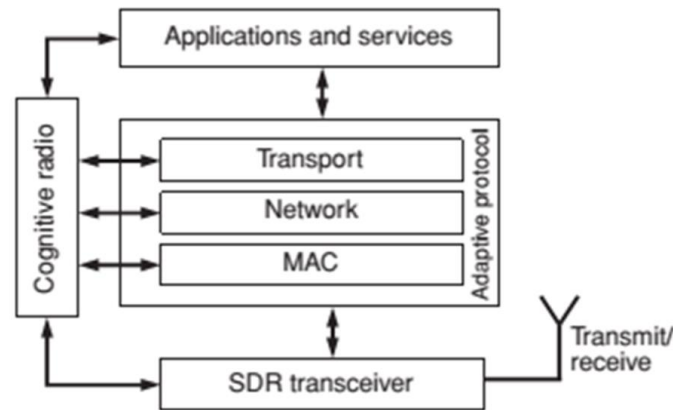 Applications and services
Cognitive radio
Transport
Network
MAC
Adaptive protocol
SDR transceiver
Transmit/
receive